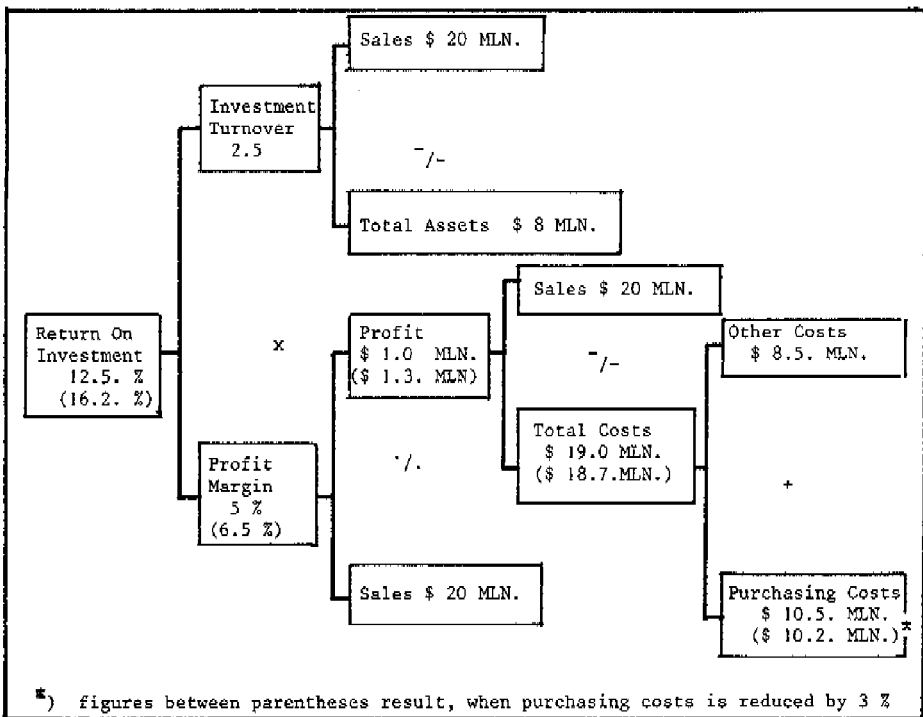 Sales $ 20 MLN.
Investment
Turnover
2.5
-/-
Total Assets $ 8 MLN.
Sales $ 20 MLN.
Return On
Investment
12.5. %
(16.2. %)
x
Profit
$ 1.0 MLN.
($ 1.3. MLN)
-/-
Other Costs
$ 8.5. MLN.
Total Costs
$ 19.0 MLN.
($ 18.7.MLN.)
Profit
Margin
5 %
(6.5 %)
·/.
+
Sales $ 20 MLN.
Purchasing Costs
$ 10.5. MLN.
($ 10.2. MLN.)*
*) figures between parentheses result, when purchasing costs is reduced by 3 %